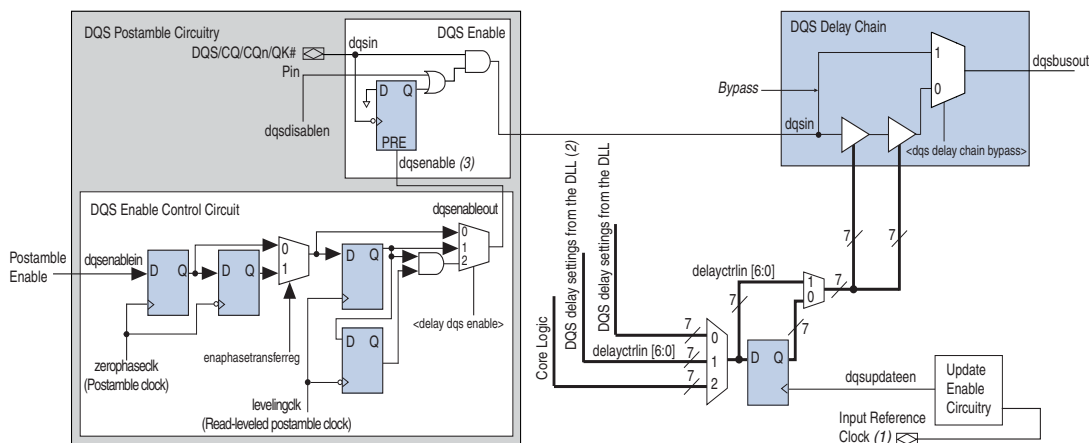 DQS Postamble Circuitry
DQS Enable
DQS/CQ/CQn/QK#
Pin
dqsin
D Q
PRE
dqsdisablen
dqsenable (3)
DQS Enable Control Circuit
dqsenableout
Postamble
Enable
dqsenablein
D Q
D Q
0
1
D Q
0
1
2
<delay dqs enable>
D Q
zerophaseclk
(Postamble clock)
enaphasetransferreg
levelingclk
(Read-leveled postamble clock)
DQS Delay Chain
1
0
dqsbusout
Bypass
dqsin
<dqs delay chain bypass>
7
7
Core Logic
DQS delay settings from the DLL (2)
DQS delay settings from the DLL
delayctrlin [6:0]
7
1
0
7
7
7
0
delayctrlin [6:0]
7
1
7
2
D Q
dqsupdateen
Update
Enable
Circuitry
Input Reference
Clock (1)